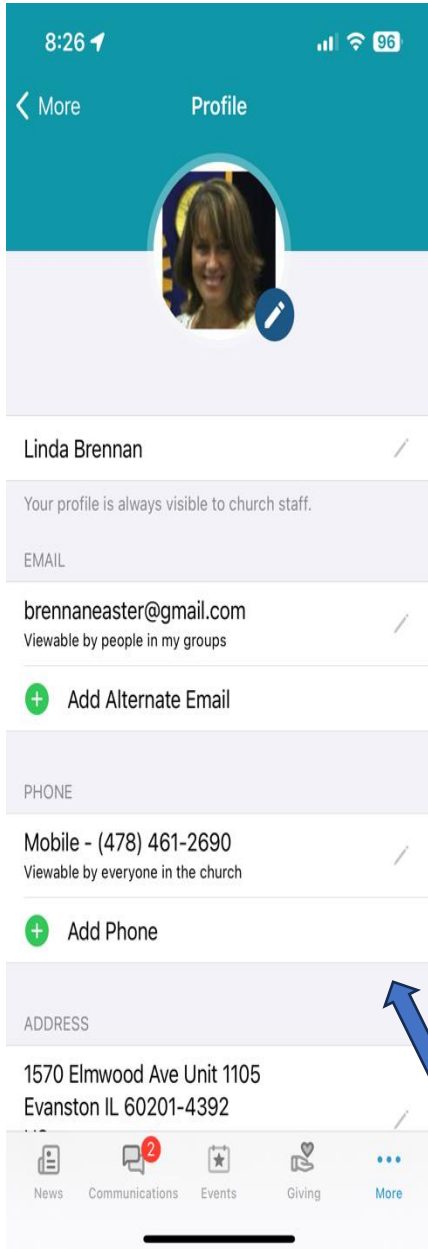 8:26
96
More
Profile
Linda Brennan
Your profile is always visible to church staff.
EMAIL
brennaneaster@gmail.com
Viewable by people in my groups
Add Alternate Email
PHONE
Mobile - (478) 461-2690
Viewable by everyone in the church
Add Phone
ADDRESS
1570 Elmwood Ave Unit 1105
Evanston IL 60201-4392
2
News Communications Events Giving More